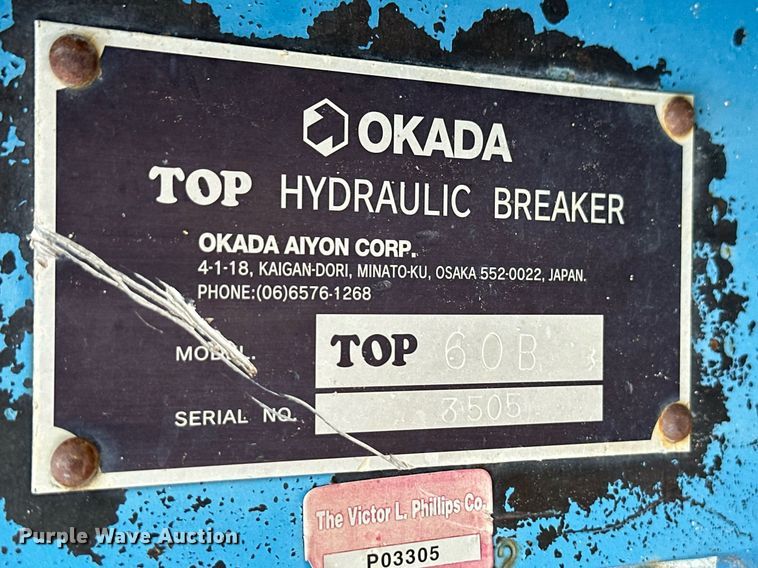 OKADA
TOP HYDRAULIC BREAKER
OKADA AIYON CORP.
4-1-18, KAIGAN-DORI, MINATO-KU, OSAKA 552-0022, JAPAN.
PHONE:(06)6576-1268
MODEL. TOP 60B
SERIAL NO. 3505
The Victor L. Phillips Co.
P03305
Purple Wave Auction